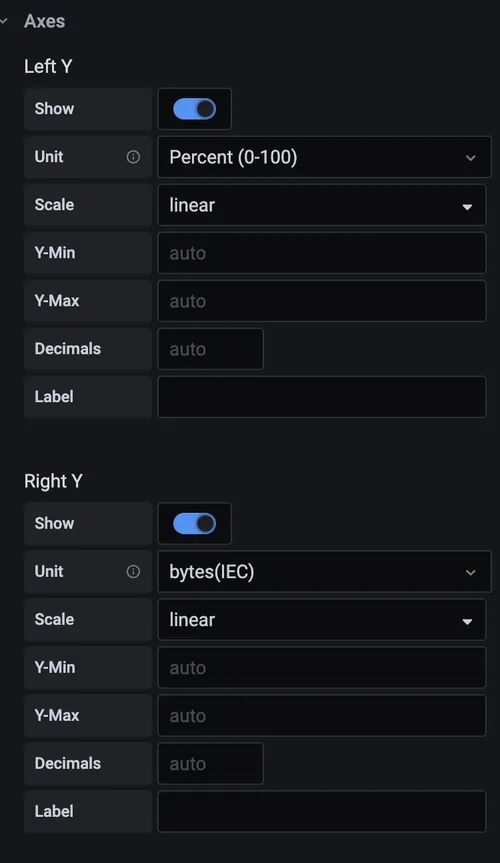 Axes
Left Y
Show
Unit Percent (0-100)
Scale linear
Y-Min auto
Y-Max auto
Decimals auto
Label
Right Y
Show
Unit bytes(IEC)
Scale linear
Y-Min auto
Y-Max auto
Decimals auto
Label